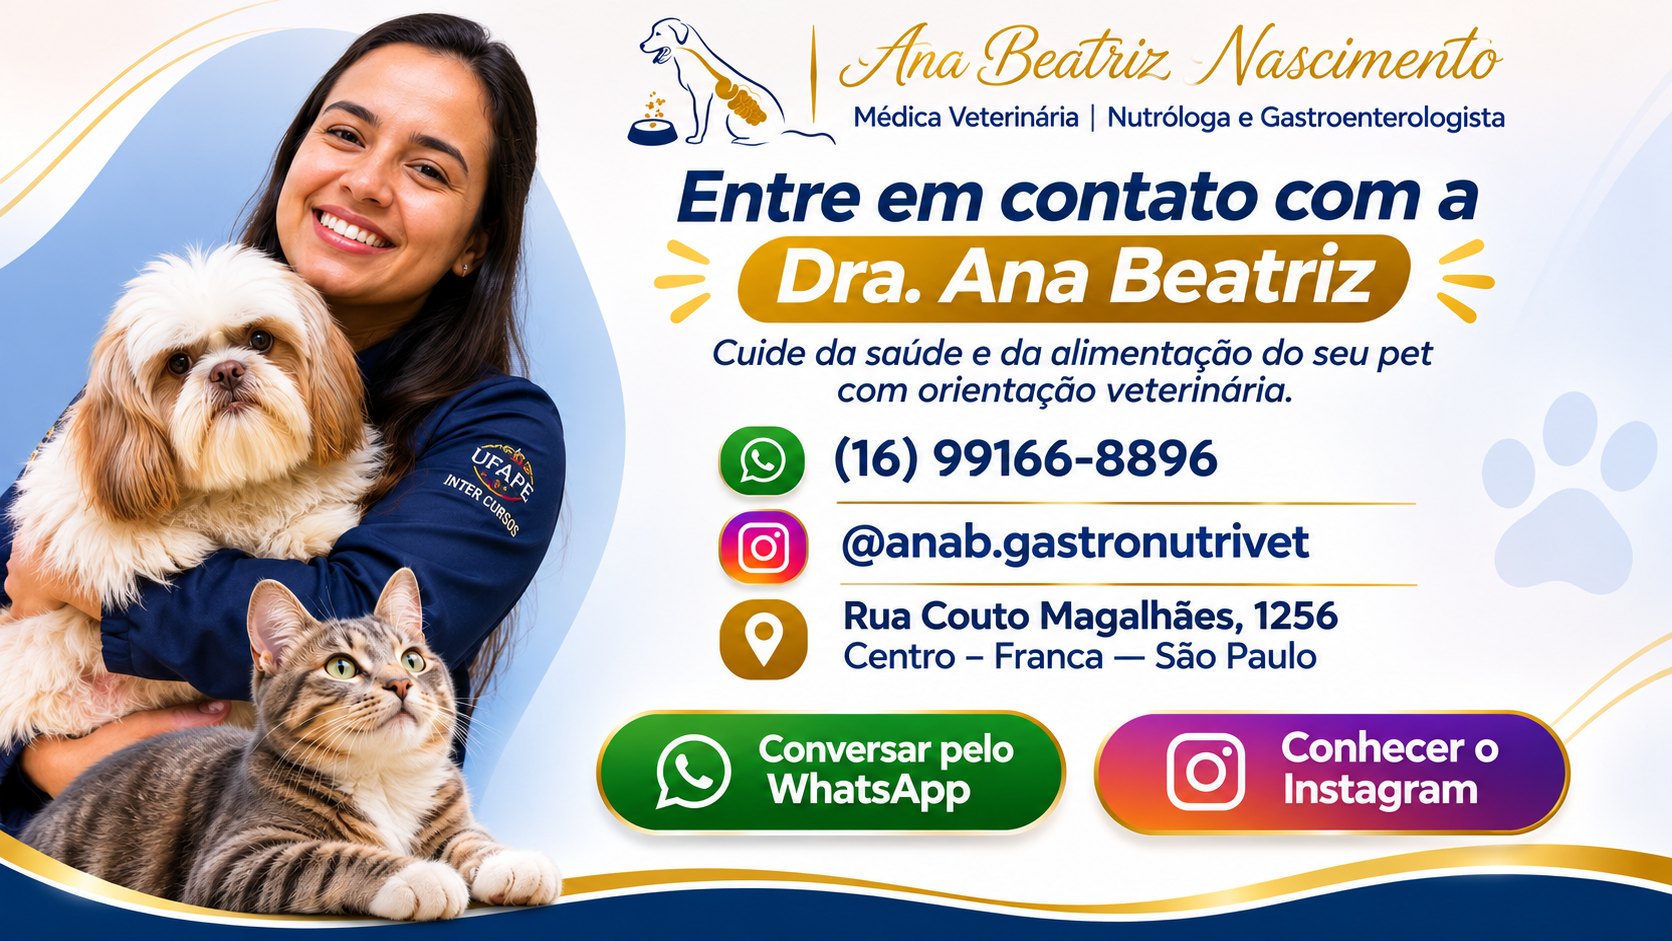 Ana Beatriz Nascimento
Médica Veterinária | Nutróloga e Gastroenterologista
Entre em contato com a
Dra. Ana Beatriz
Cuide da saúde e da alimentação do seu pet
com orientação veterinária.
(16) 99166-8896
@anab.gastronutrivet
Rua Couto Magalhães, 1256
Centro – Franca — São Paulo
UFAPE
INTER CURSOS
Conversar pelo
WhatsApp
Conhecer o
Instagram